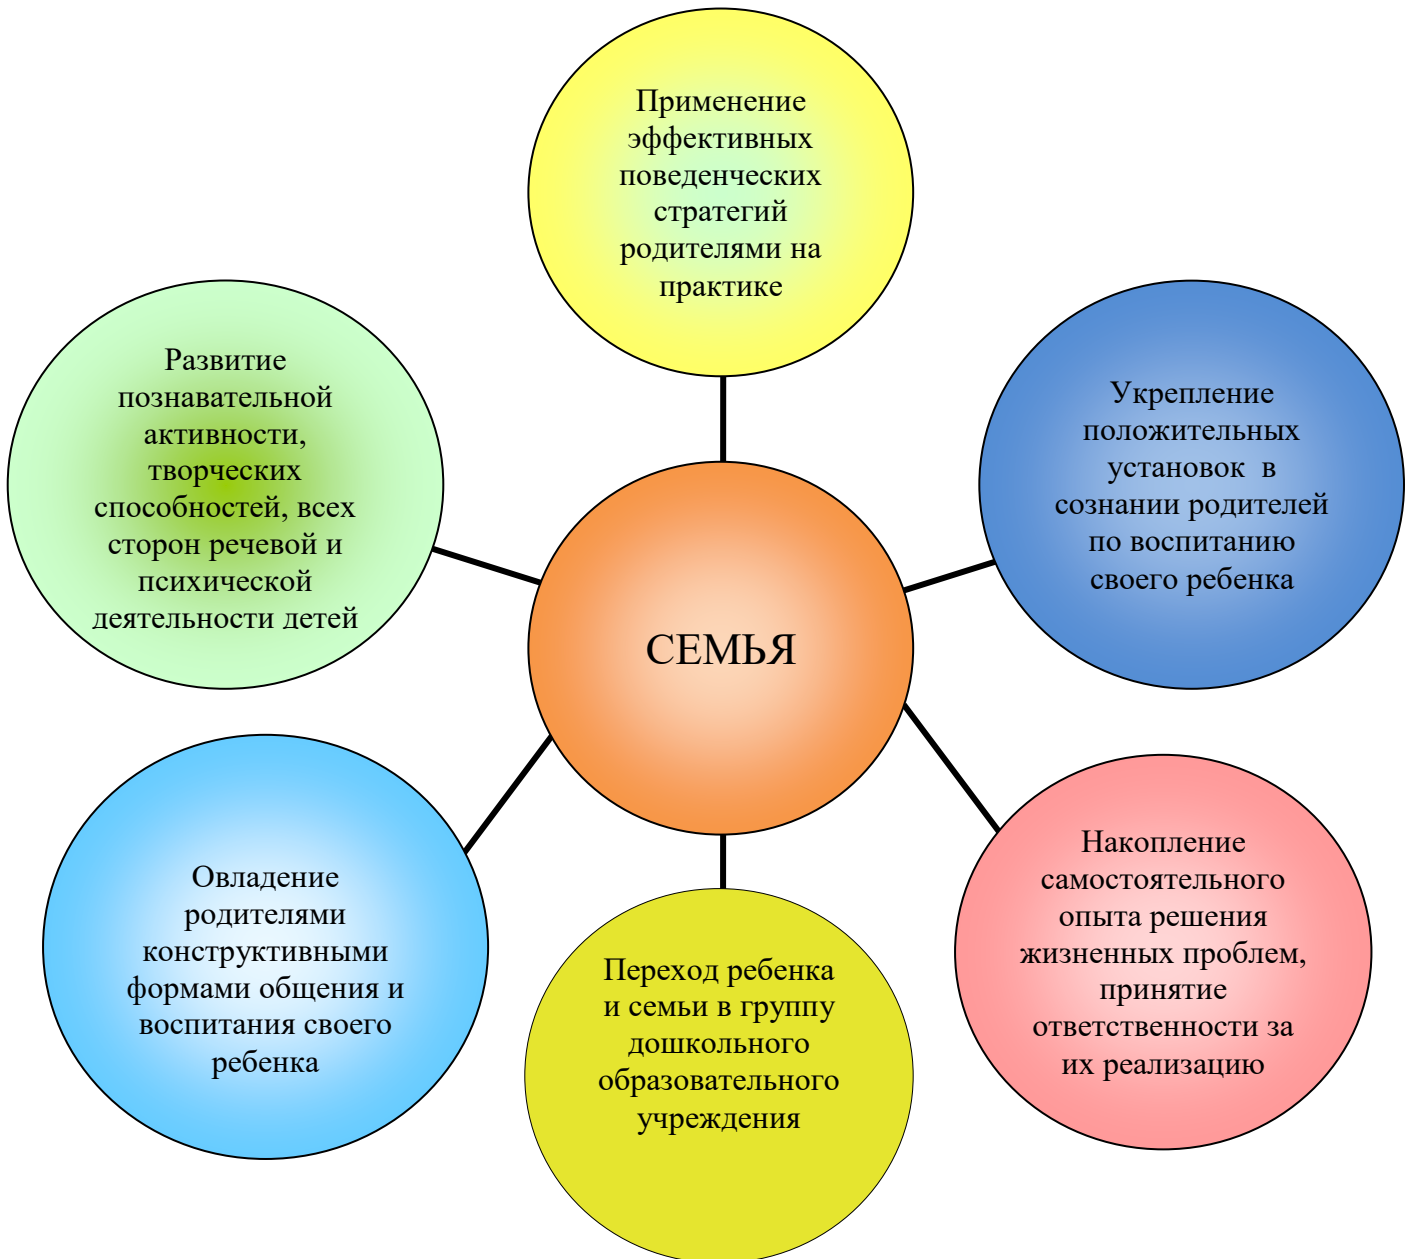 Применение
эффективных
поведенческих
стратегий
родителями на
практике
Развитие
познавательной
активности,
творческих
способностей, всех
сторон речевой и
психической
деятельности детей
Укрепление
положительных
установок  в
сознании родителей
по воспитанию
своего ребенка
СЕМЬЯ
Овладение
родителями
конструктивными
формами общения и
воспитания своего
ребенка
Переход ребенка
и семьи в группу
дошкольного
образовательного
учреждения
Накопление
самостоятельного
опыта решения
жизненных проблем,
принятие
ответственности за
их реализацию